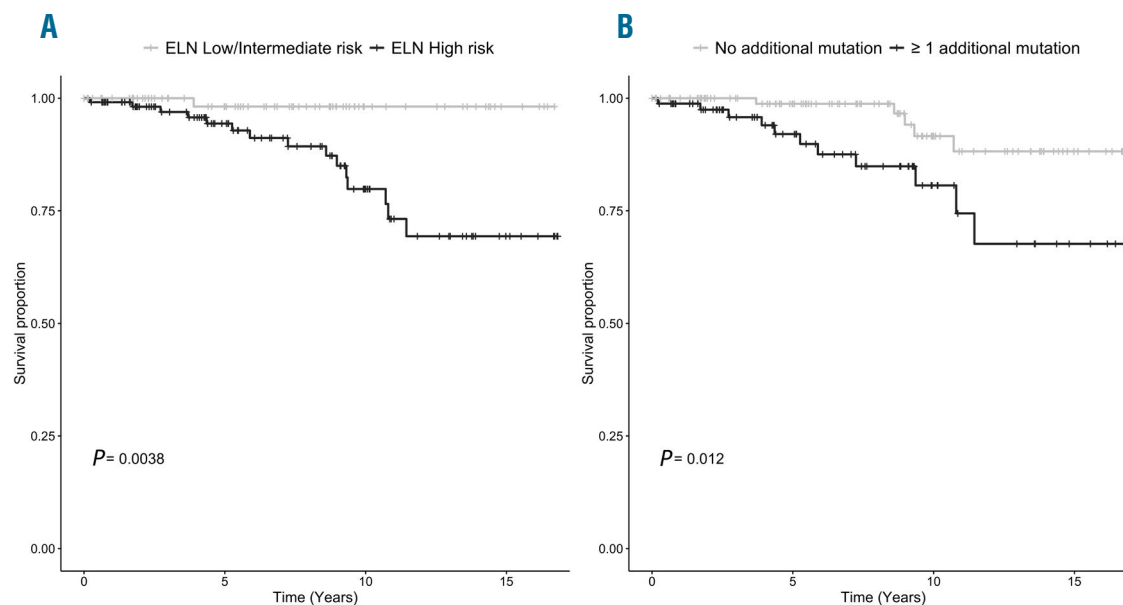 A
ELN Low/Intermediate risk ELN High risk
1.00
0.75
0.50
0.25
0.00
Survival proportion
P = 0.0038
0 5 10 15
Time (Years)
B
No additional mutation ≥ 1 additional mutation
1.00
0.75
0.50
0.25
0.00
Survival proportion
P = 0.012
0 5 10 15
Time (Years)